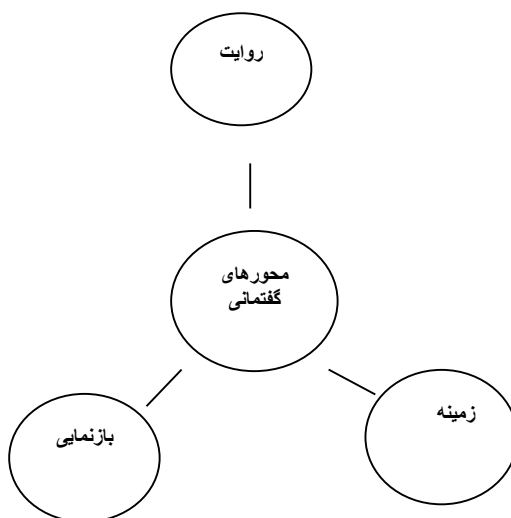 روایت
محورهای
گفتمانی
زمینه
بازنمایی